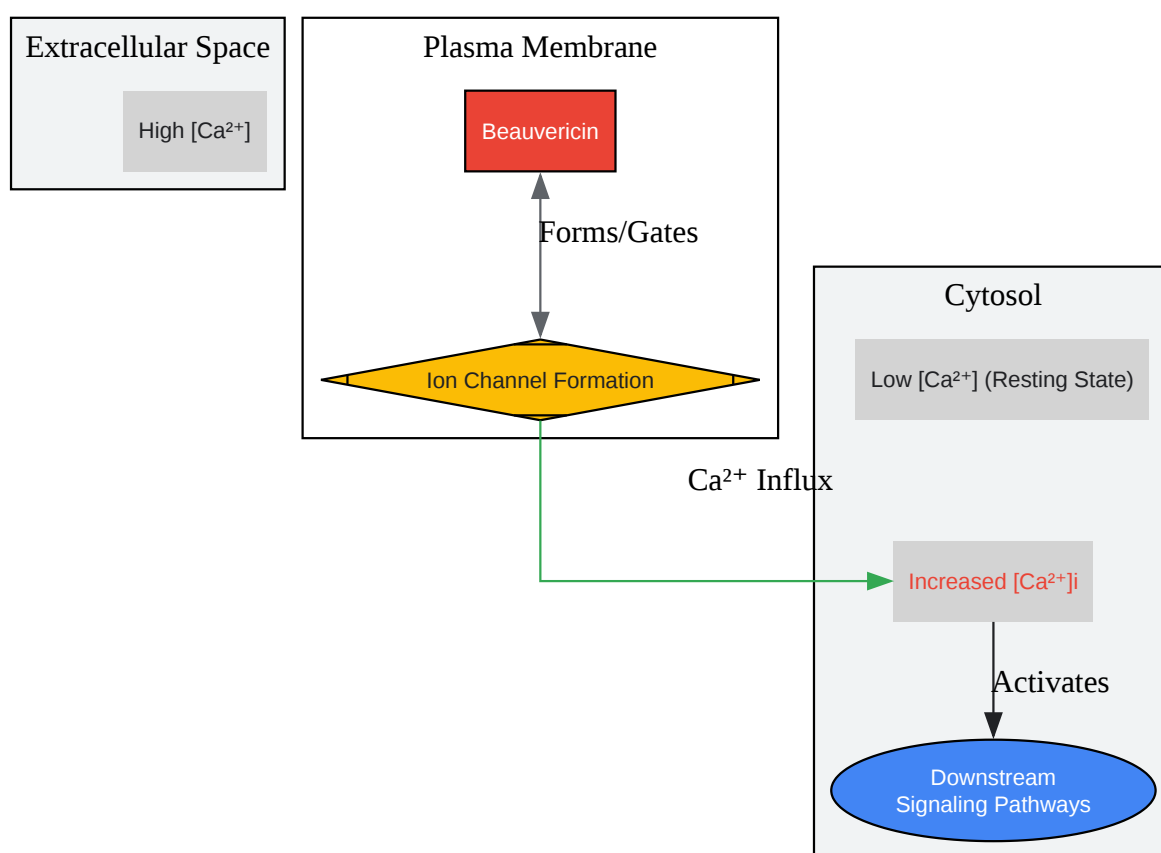 Extracellular Space
High [Ca²⁺]
Plasma Membrane
Beauvericin
Forms/Gates
Ion Channel Formation
Ca²⁺ Influx
Cytosol
Low [Ca²⁺] (Resting State)
Increased [Ca²⁺]i
Activates
Downstream
Signaling Pathways